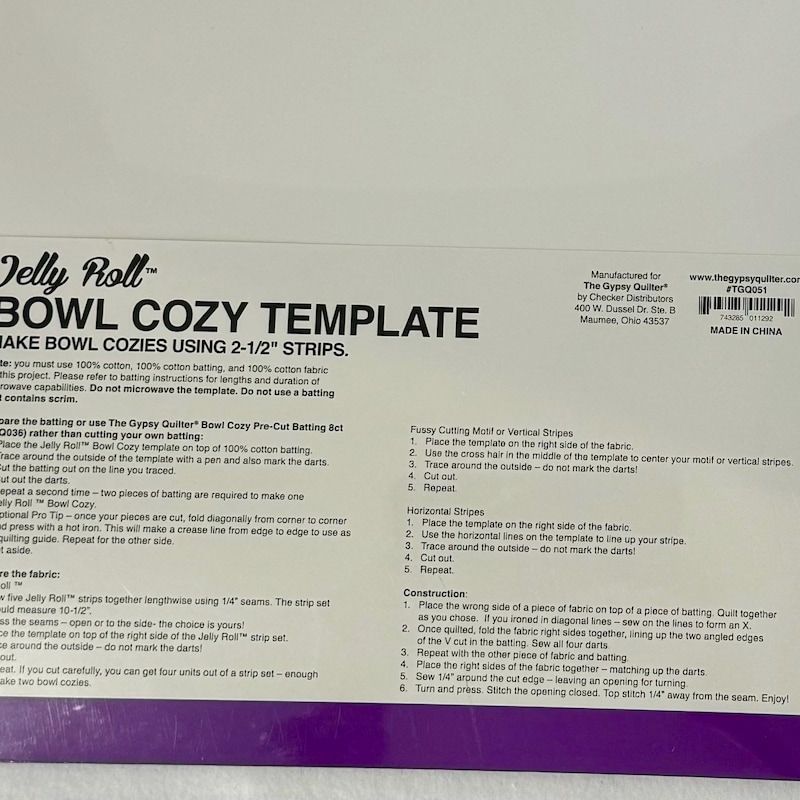 Jelly Roll™
BOWL COZY TEMPLATE
MAKE BOWL COZIES USING 2-1/2" STRIPS.
te: you must use 100% cotton, 100% cotton batting, and 100% cotton fabric
this project. Please refer to batting instructions for lengths and duration of
rowave capabilities. Do not microwave the template. Do not use a batting
t contains scrim.
pare the batting or use The Gypsy Quilter® Bowl Cozy Pre-Cut Batting 8ct
Q036) rather than cutting your own batting:
Place the Jelly Roll™ Bowl Cozy template on top of 100% cotton batting.
Trace around the outside of the template with a pen and also mark the darts.
Cut the batting out on the line you traced.
ut out the darts.
epeat a second time – two pieces of batting are required to make one
elly Roll ™ Bowl Cozy.
ptional Pro Tip – once your pieces are cut, fold diagonally from corner to corner
nd press with a hot iron. This will make a crease line from edge to edge to use as
quilting guide. Repeat for the other side.
t aside.
re the fabric:
oll ™
w five Jelly Roll™ strips together lengthwise using 1/4" seams. The strip set
ould measure 10-1/2".
ss the seams – open or to the side- the choice is yours!
ce the template on top of the right side of the Jelly Roll™ strip set.
ce around the outside – do not mark the darts!
out.
eat. If you cut carefully, you can get four units out of a strip set – enough
ake two bowl cozies.
Manufactured for
The Gypsy Quilter®
by Checker Distributors
400 W. Dussel Dr. Ste. B
Maumee, Ohio 43537
www.thegypsyquilter.com
#TGQ051
743285 011292
MADE IN CHINA
Fussy Cutting Motif or Vertical Stripes
1. Place the template on the right side of the fabric.
2. Use the cross hair in the middle of the template to center your motif or vertical stripes.
3. Trace around the outside – do not mark the darts!
4. Cut out.
5. Repeat.
Horizontal Stripes
1. Place the template on the right side of the fabric.
2. Use the horizontal lines on the template to line up your stripe.
3. Trace around the outside – do not mark the darts!
4. Cut out.
5. Repeat.
Construction:
1. Place the wrong side of a piece of fabric on top of a piece of batting. Quilt together
as you chose. If you ironed in diagonal lines – sew on the lines to form an X.
2. Once quilted, fold the fabric right sides together, lining up the two angled edges
of the V cut in the batting. Sew all four darts.
3. Repeat with the other piece of fabric and batting.
4. Place the right sides of the fabric together – matching up the darts.
5. Sew 1/4" around the cut edge – leaving an opening for turning.
6. Turn and press. Stitch the opening closed. Top stitch 1/4" away from the seam. Enjoy!